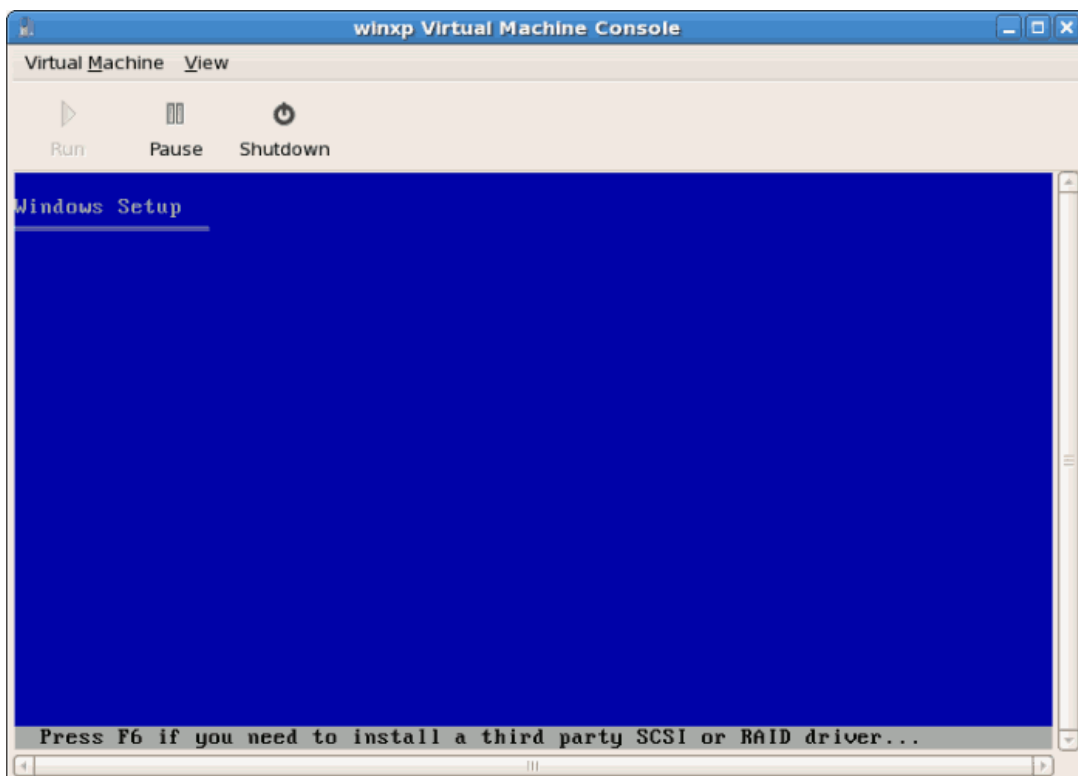 winxp Virtual Machine Console
Virtual Machine View
Run Pause Shutdown
Windows Setup
Press F6 if you need to install a third party SCSI or RAID driver...